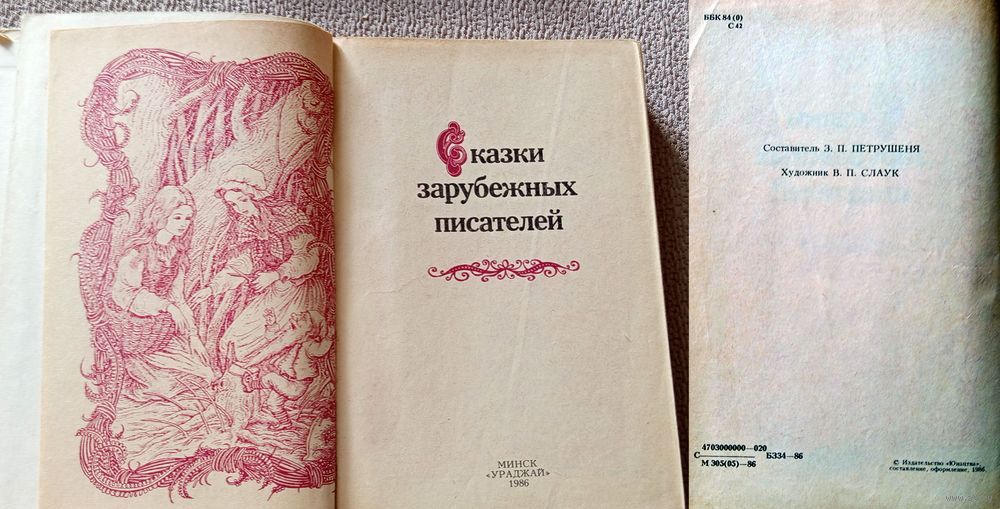 Сказки
зарубежных
писателей
МИНСК
«УРАДЖАЙ»
1986
ББК 84 (0)
С 42
Составитель З. П. ПЕТРУШЕНЯ
Художник В. П. СЛАУК
4703000000—020
С
БЗ34—86
М 305(05)—86
© Издательство «Юнацтва»,
составление, оформление, 1986.